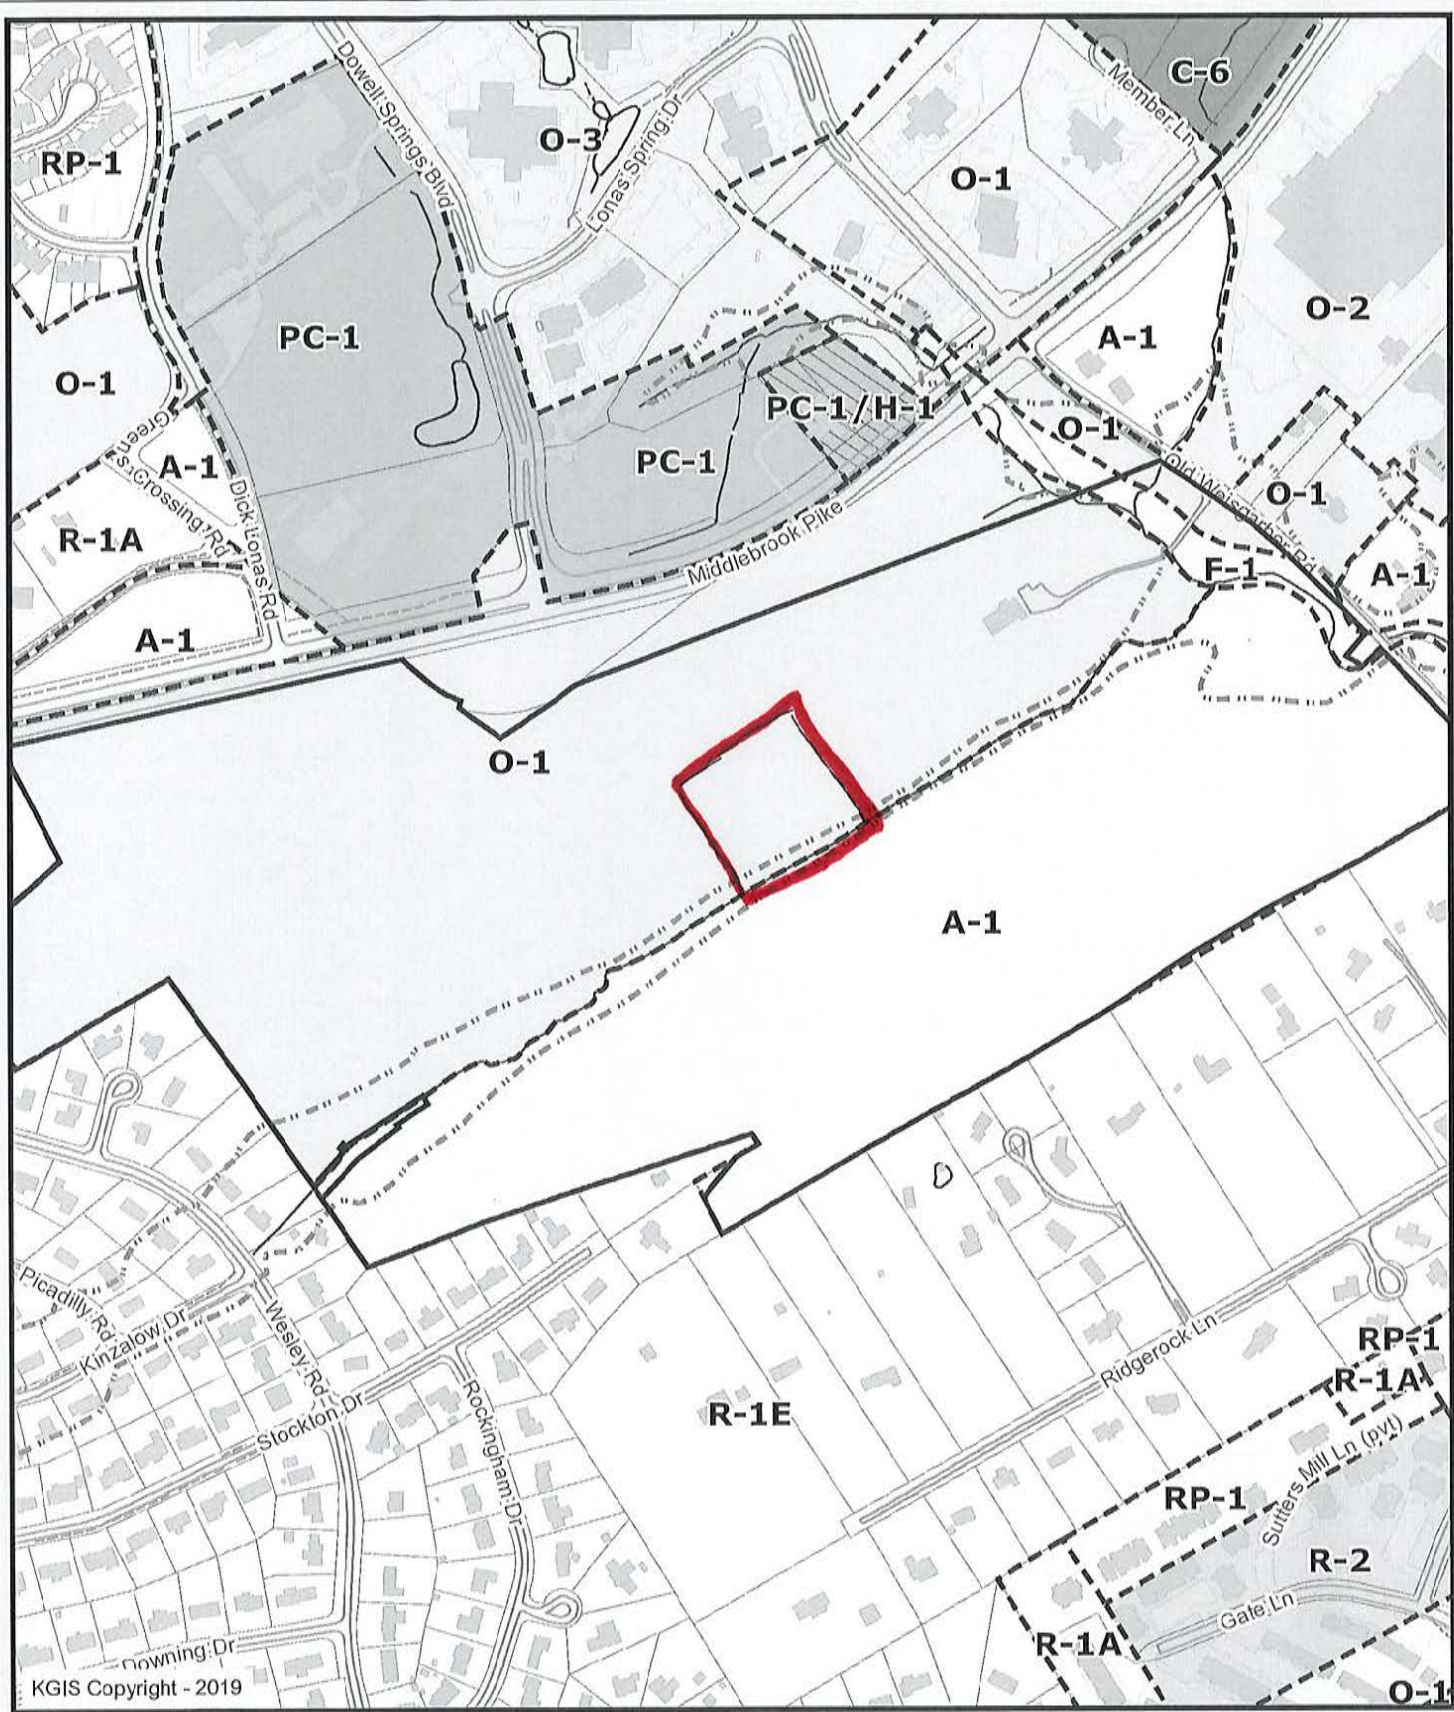 C-6
Member Ln
Dowell Springs Blvd
O-3
RP-1
Lonas Spring Dr
O-1
O-2
PC-1
A-1
O-1
PC-1/H-1
O-1
Green's Crossing Rd
A-1
PC-1
Old Weisgarber Rd
O-1
Dick Lonas Rd
R-1A
Middlebrook Pike
F-1
A-1
A-1
O-1
A-1
Picadilly Rd
Kinzalow Dr
Wesley Rd
RP-1
R-1A
Ridgerock Ln
Stockton Dr
Rockingham Dr
R-1E
RP-1
Sutters Mill Ln (pvt)
R-2
Gate Ln
R-1A
Downing Dr
KGIS Copyright - 2019
O-1